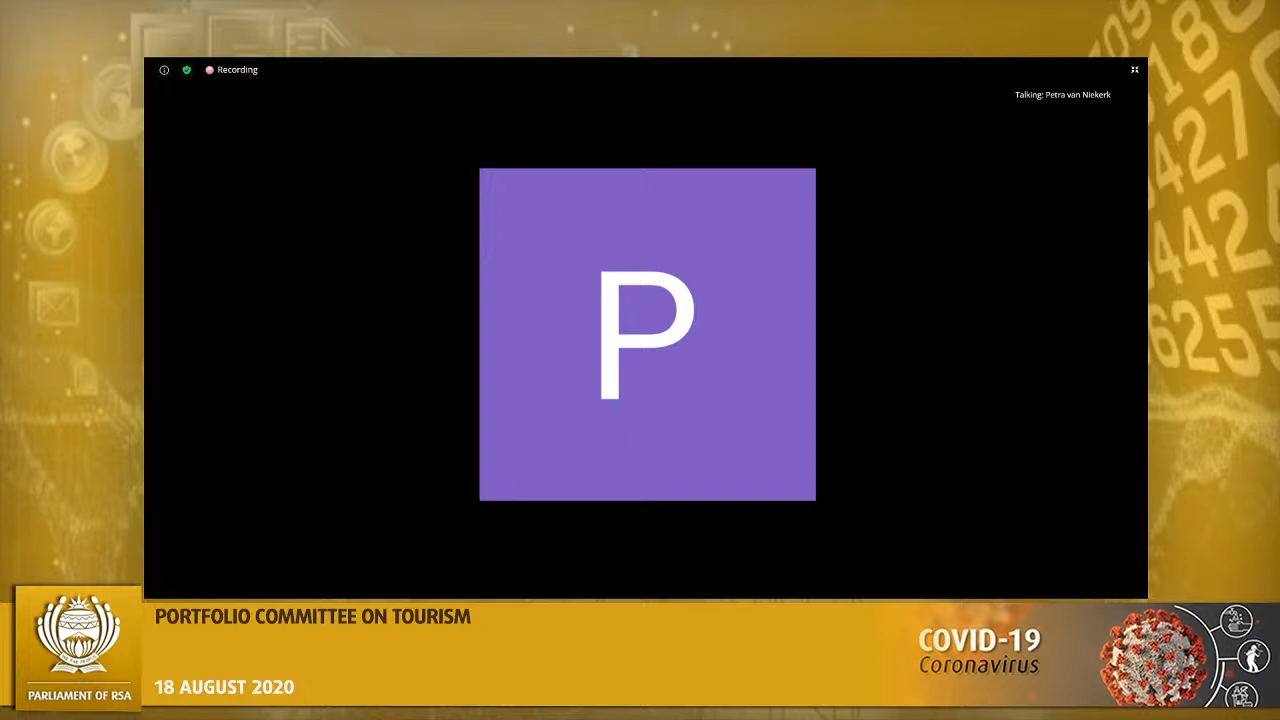 Recording
Talking: Petra van Niekerk
P
PORTFOLIO COMMITTEE ON TOURISM
18 AUGUST 2020
PARLIAMENT OF RSA
COVID-19
Coronavirus